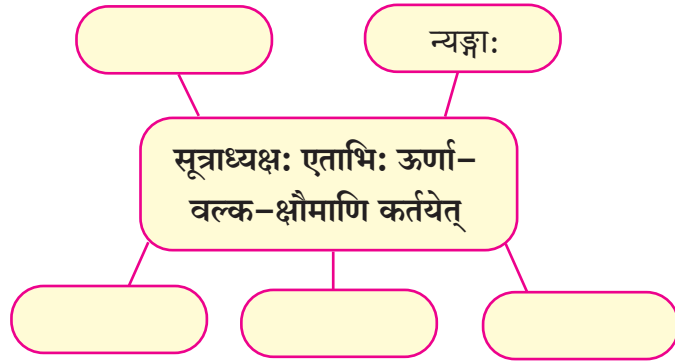 न्यङ्गाः
सूत्राध्यक्षः एताभिः ऊर्णा-
वल्क-क्षौमाणि कर्तयेत्